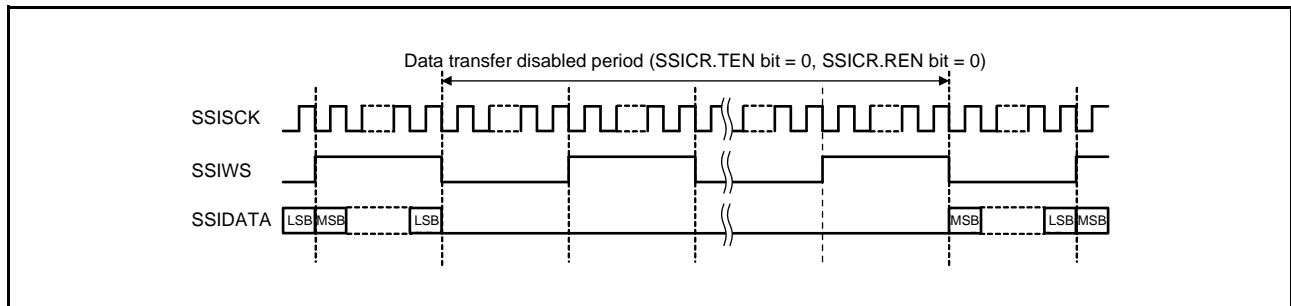 Data transfer disabled period (SSICR.TEN bit = 0, SSICR.REN bit = 0)
SSISCK
SSIWS
SSIDATA LSB MSB LSB MSB LSB MSB